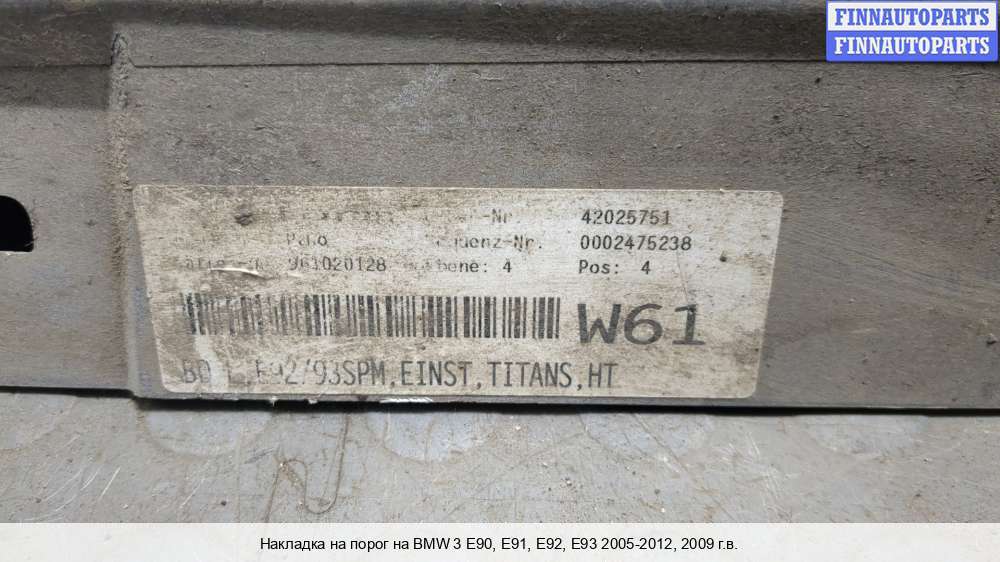 FINNAUTOPARTS
FINNAUTOPARTS
42025751
0002475238
961020128 4 Pos: 4
W61
E92/93SPM,EINST,TITANS,HT
Накладка на порог на BMW 3 E90, E91, E92, E93 2005-2012, 2009 г.в.